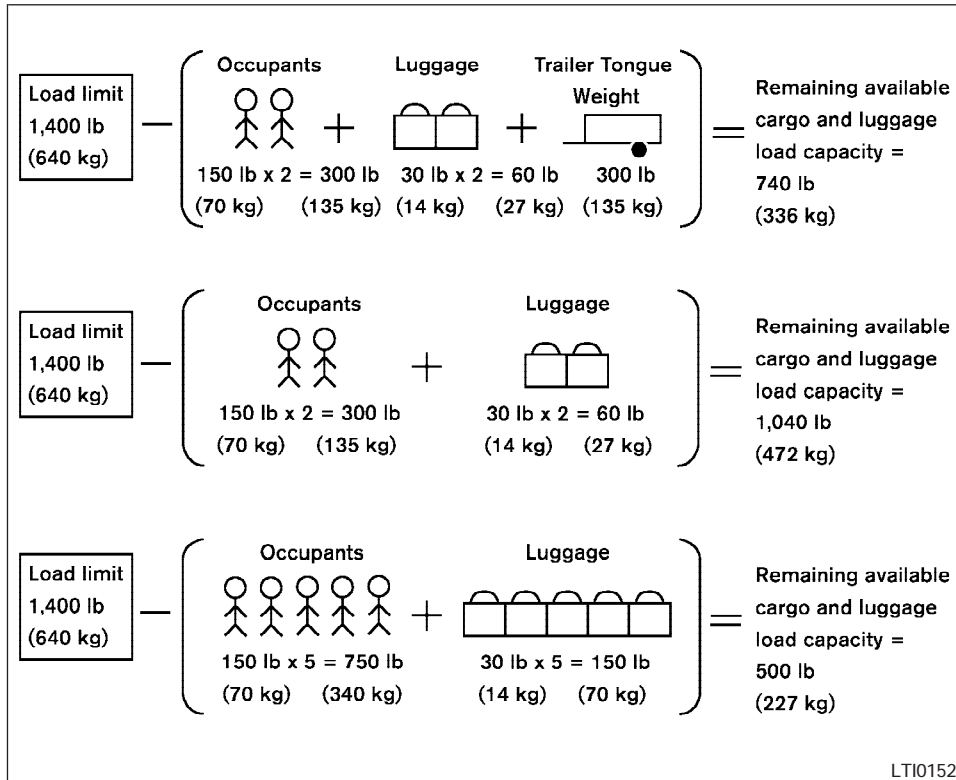 Occupants Luggage Trailer Tongue
Weight
Load limit
1,400 lb
(640 kg)
150 lb x 2 = 300 lb 30 lb x 2 = 60 lb 300 lb
(70 kg) (135 kg) (14 kg) (27 kg) (135 kg)
Remaining available
cargo and luggage
load capacity =
740 lb
(336 kg)
Occupants Luggage
Load limit
1,400 lb
(640 kg)
150 lb x 2 = 300 lb 30 lb x 2 = 60 lb
(70 kg) (135 kg) (14 kg) (27 kg)
Remaining available
cargo and luggage
load capacity =
1,040 lb
(472 kg)
Occupants Luggage
Load limit
1,400 lb
(640 kg)
150 lb x 5 = 750 lb 30 lb x 5 = 150 lb
(70 kg) (340 kg) (14 kg) (70 kg)
Remaining available
cargo and luggage
load capacity =
500 lb
(227 kg)
LTI0152